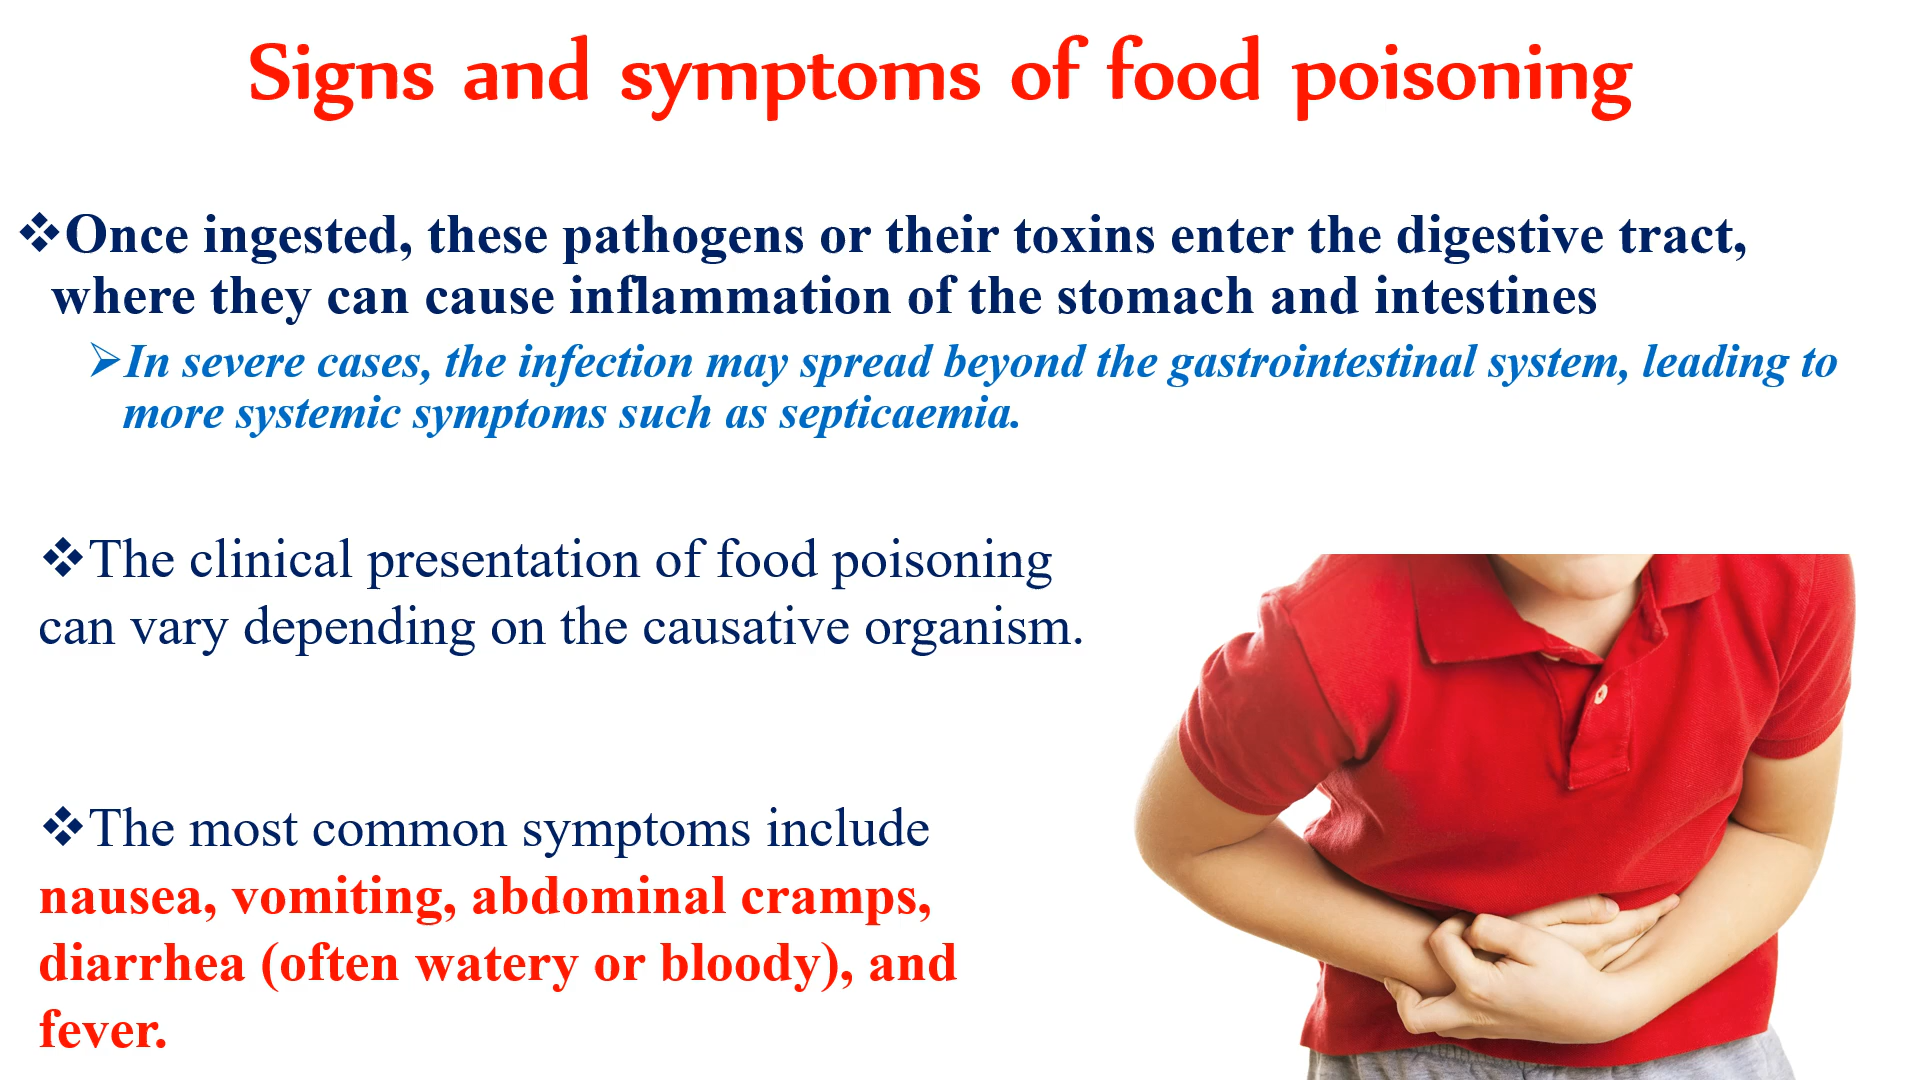 Signs and symptoms of food poisoning
❖Once ingested, these pathogens or their toxins enter the digestive tract,
where they can cause inflammation of the stomach and intestines
➢In severe cases, the infection may spread beyond the gastrointestinal system, leading to
more systemic symptoms such as septicaemia.
❖The clinical presentation of food poisoning
can vary depending on the causative organism.
❖The most common symptoms include
nausea, vomiting, abdominal cramps,
diarrhea (often watery or bloody), and
fever.